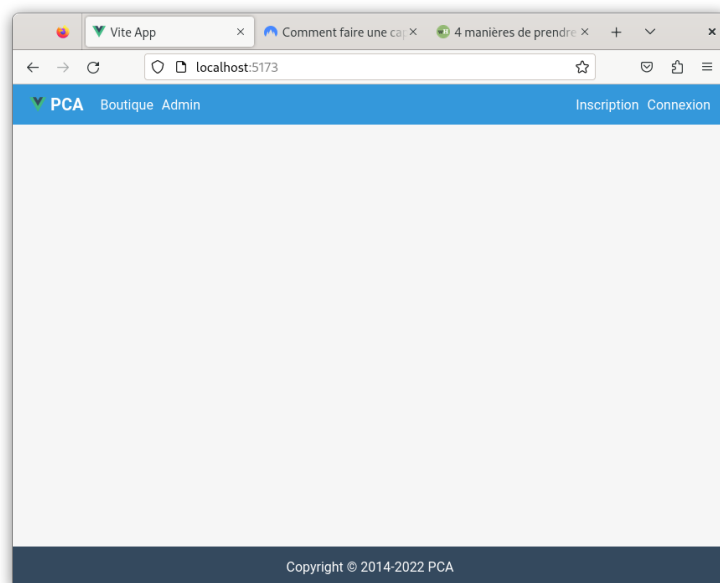 Vite App
Comment faire une ca
4 manières de prendre
localhost:5173
PCA Boutique Admin Inscription Connexion
Copyright © 2014-2022 PCA